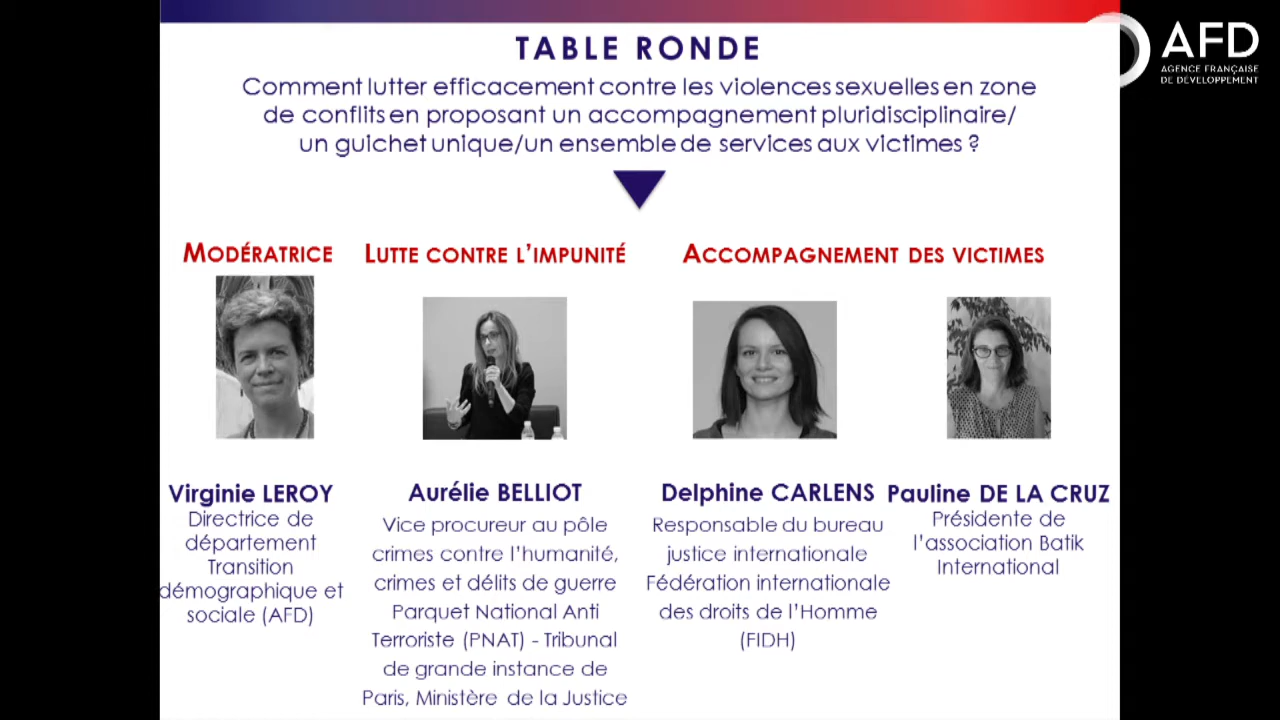 TABLE RONDE
Comment lutter efficacement contre les violences sexuelles en zone
de conflits en proposant un accompagnement pluridisciplinaire/
un guichet unique/un ensemble de services aux victimes ?
AFD
AGENCE FRANÇAISE
DE DÉVELOPPEMENT
MODÉRATRICE
LUTTE CONTRE L'IMPUNITÉ
ACCOMPAGNEMENT DES VICTIMES
Virginie LEROY
Directrice de
département
Transition
démographique et
sociale (AFD)
Aurélie BELLIOT
Vice procureur au pôle
crimes contre l'humanité,
crimes et délits de guerre
Parquet National Anti
Terroriste (PNAT) - Tribunal
de grande instance de
Paris, Ministère de la Justice
Delphine CARLENS
Responsable du bureau
justice internationale
Fédération internationale
des droits de l'Homme
(FIDH)
Pauline DE LA CRUZ
Présidente de
l'association Batik
International